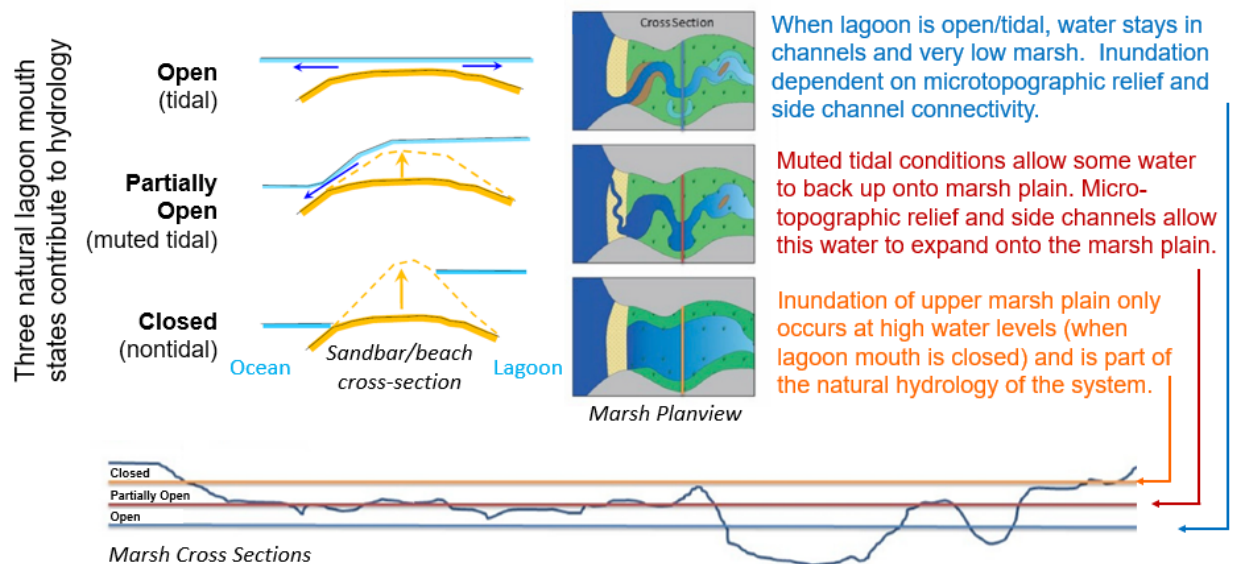 Three natural lagoon mouth
states contribute to hydrology
Open
(tidal)
Partially
Open
(muted tidal)
Closed
(nontidal)
Ocean
Sandbar/beach
cross-section
Lagoon
Cross Section
Marsh Planview
When lagoon is open/tidal, water stays in
channels and very low marsh. Inundation
dependent on microtopographic relief and
side channel connectivity.
Muted tidal conditions allow some water
to back up onto marsh plain. Micro-
topographic relief and side channels allow
this water to expand onto the marsh plain.
Inundation of upper marsh plain only
occurs at high water levels (when
lagoon mouth is closed) and is part of
the natural hydrology of the system.
Closed
Partially Open
Open
Marsh Cross Sections